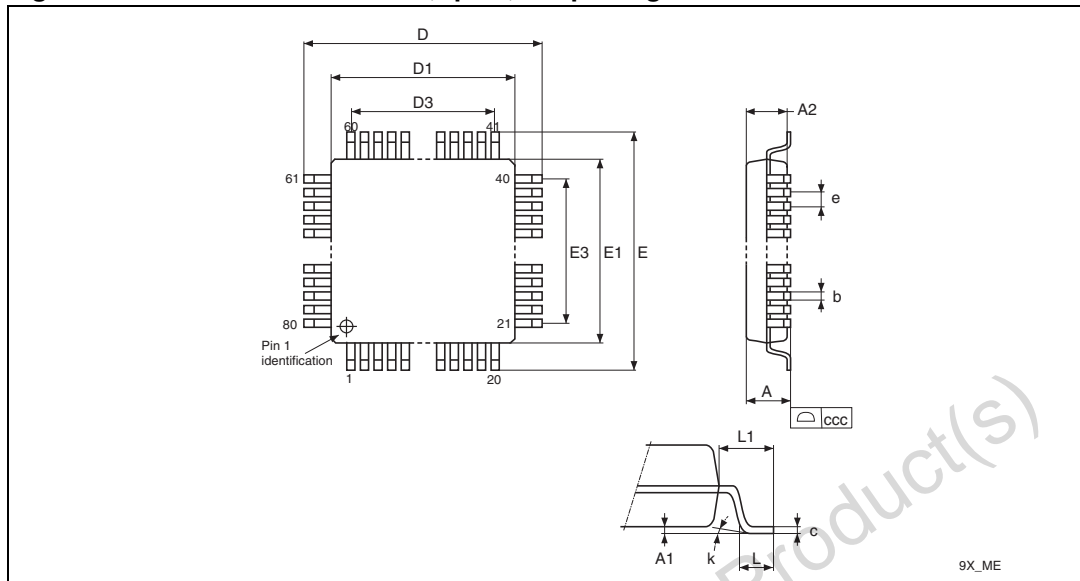 D
D1
A2
D3
60 41
61 40
e
E3 E1 E
b
80 21
Pin 1
identification
1 20
A
ccc
L1
c
A1 k L
Product(s)
9X_ME